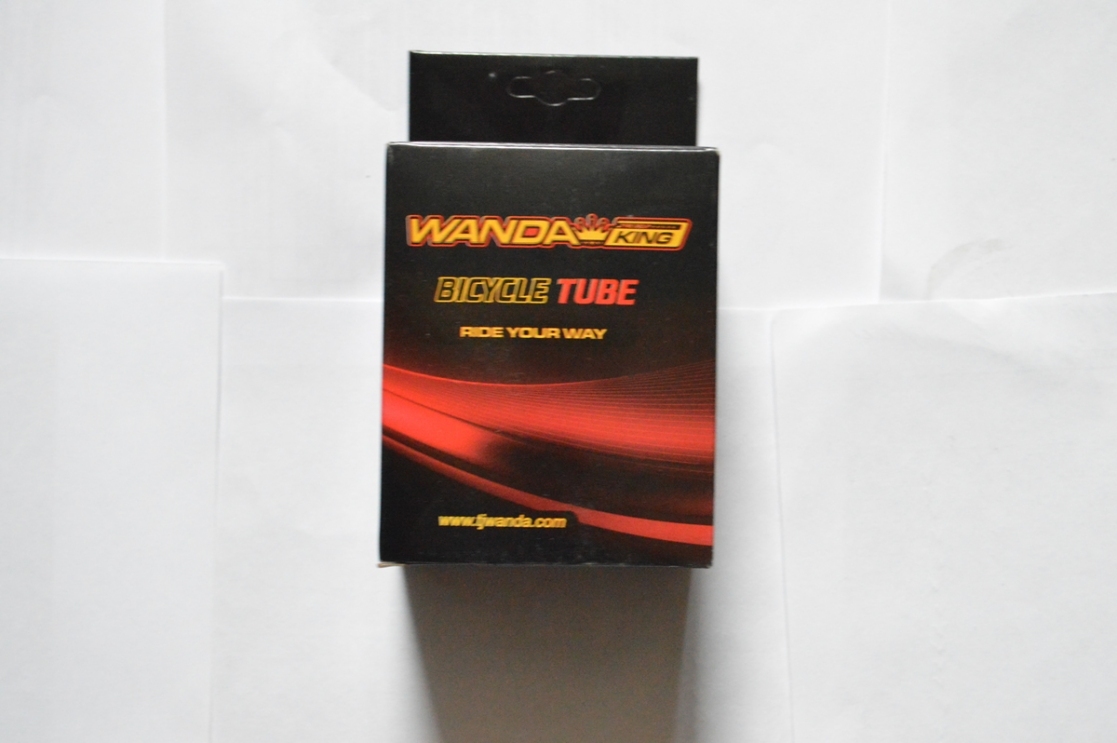 WANDA KING
BICYCLE TUBE
RIDE YOUR WAY
www.tjwanda.com